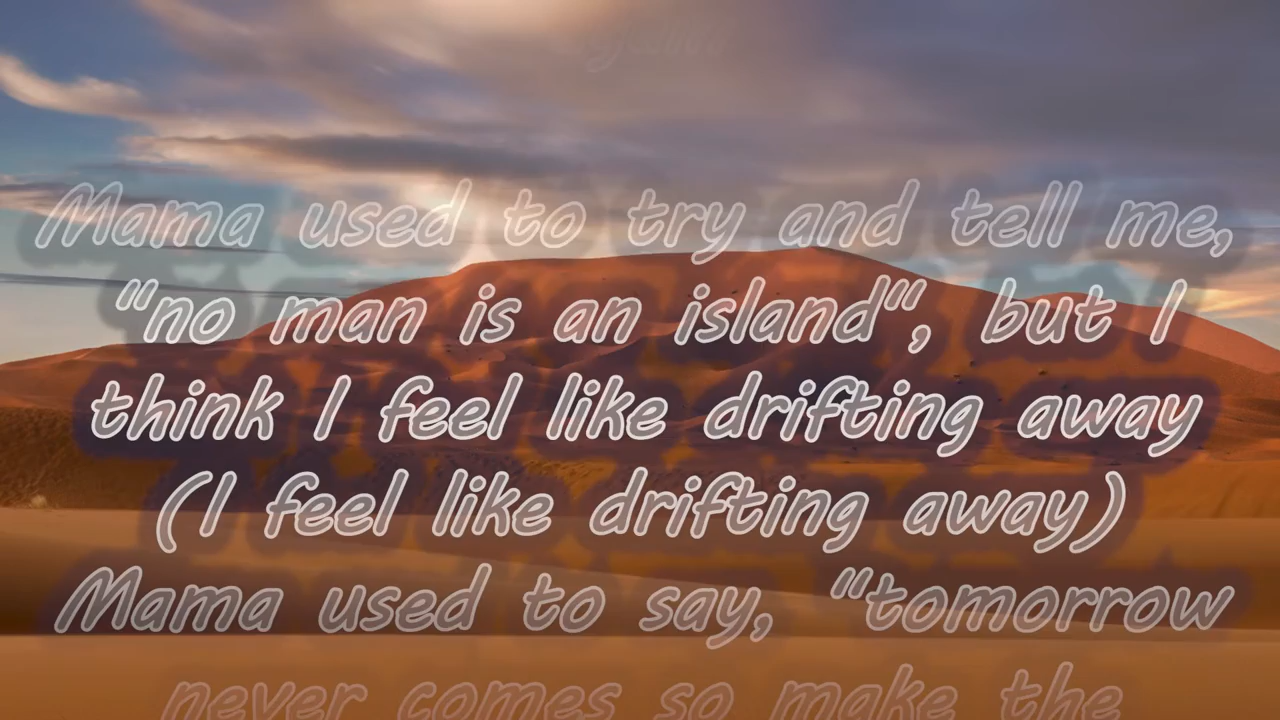 Mama used to try and tell me,
"no man is an island", but I
think I feel like drifting away
(I feel like drifting away)
Mama used to say, "tomorrow
never comes so make the